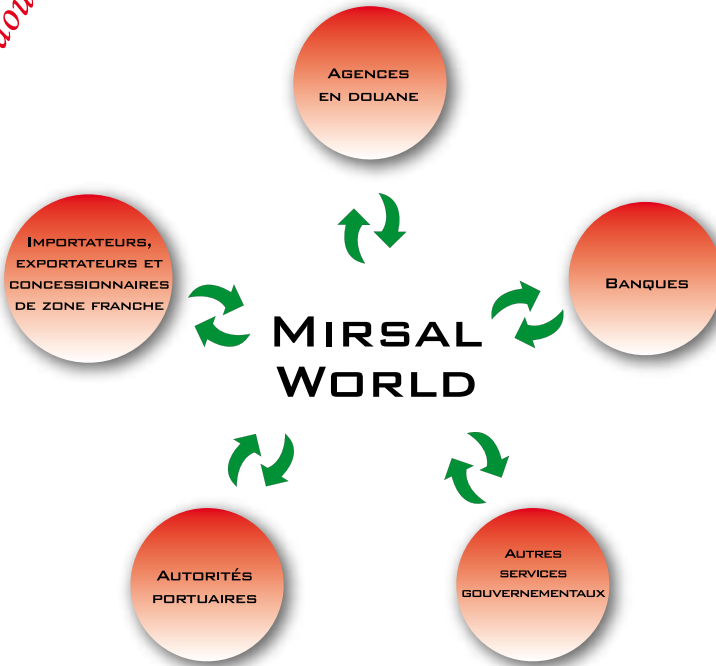 AGENCES
EN DOUANE
IMPORTATEURS,
EXPORTATEURS ET
CONCESSIONNAIRES
DE ZONE FRANCHE
BANQUES
MIRSAL
WORLD
AUTORITÉS
PORTUAIRES
AUTRES
SERVICES
GOUVERNEMENTAUX